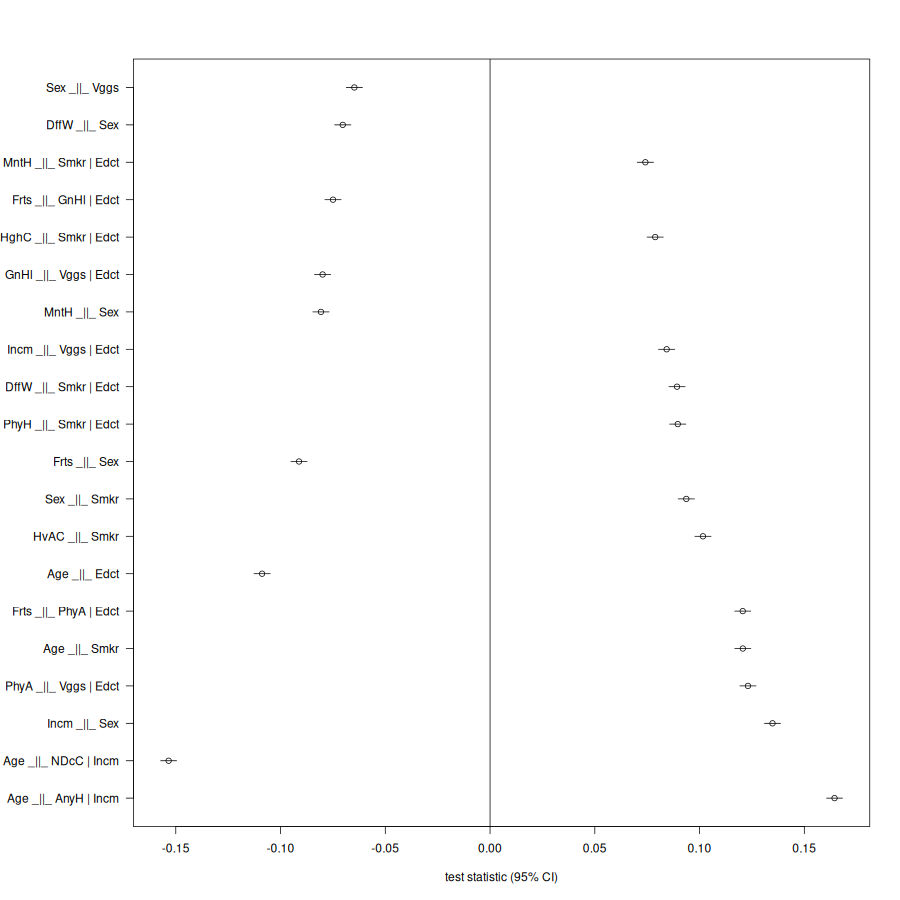 Sex _||_ Vggs
DffW _||_ Sex
MntH _||_ Smkr | Edct
Frts _||_ GnHl | Edct
HghC _||_ Smkr | Edct
GnHl _||_ Vggs | Edct
MntH _||_ Sex
Incm _||_ Vggs | Edct
DffW _||_ Smkr | Edct
PhyH _||_ Smkr | Edct
Frts _||_ Sex
Sex _||_ Smkr
HvAC _||_ Smkr
Age _||_ Edct
Frts _||_ PhyA | Edct
Age _||_ Smkr
PhyA _||_ Vggs | Edct
Incm _||_ Sex
Age _||_ NDcC | Incm
Age _||_ AnyH | Incm
-0.15 -0.10 -0.05 0.00 0.05 0.10 0.15
test statistic (95% CI)